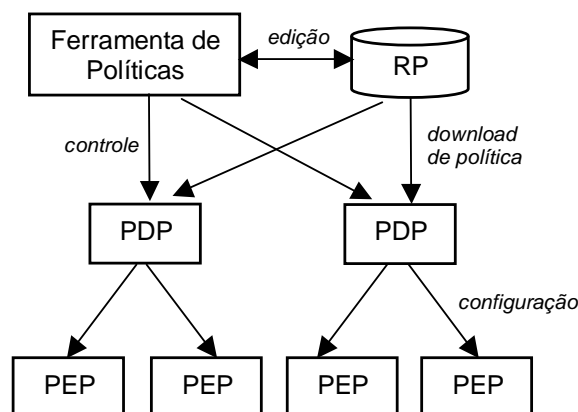 Ferramenta de
Políticas
edição
RP
controle
download
de política
PDP
PDP
configuração
PEP
PEP
PEP
PEP